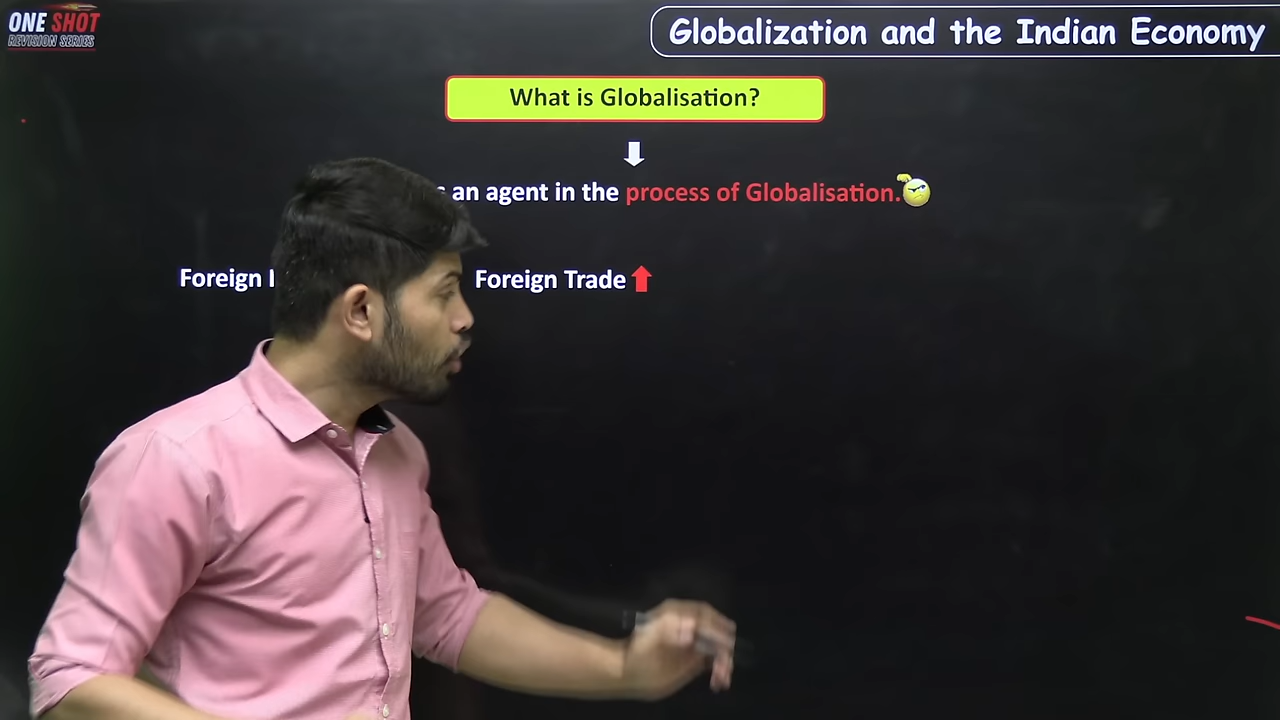 ONE SHOT
REVISION SERIES
Globalization and the Indian Economy
What is Globalisation?
an agent in the process of Globalisation.
Foreign
Foreign Trade